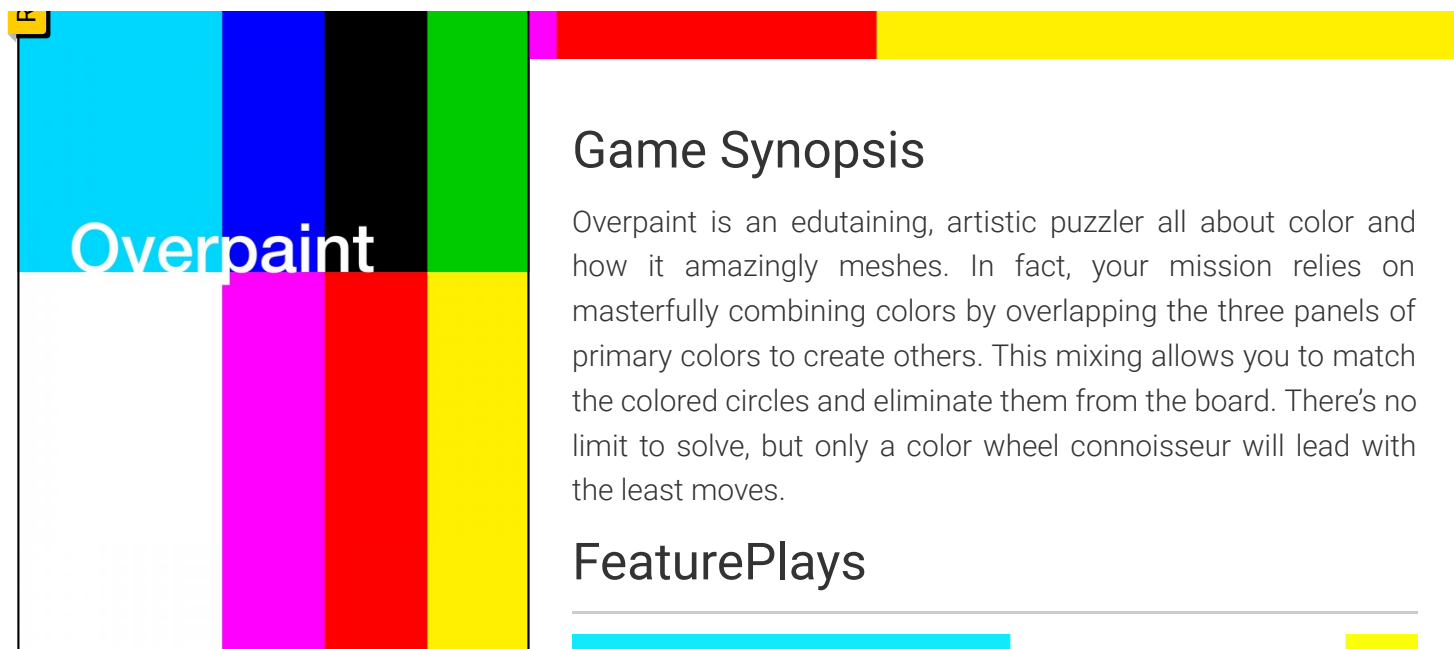 R
Overpaint
Game Synopsis
Overpaint is an edutaining, artistic puzzler all about color and
how it amazingly meshes. In fact, your mission relies on
masterfully combining colors by overlapping the three panels of
primary colors to create others. This mixing allows you to match
the colored circles and eliminate them from the board. There’s no
limit to solve, but only a color wheel connoisseur will lead with
the least moves.
FeaturePlays